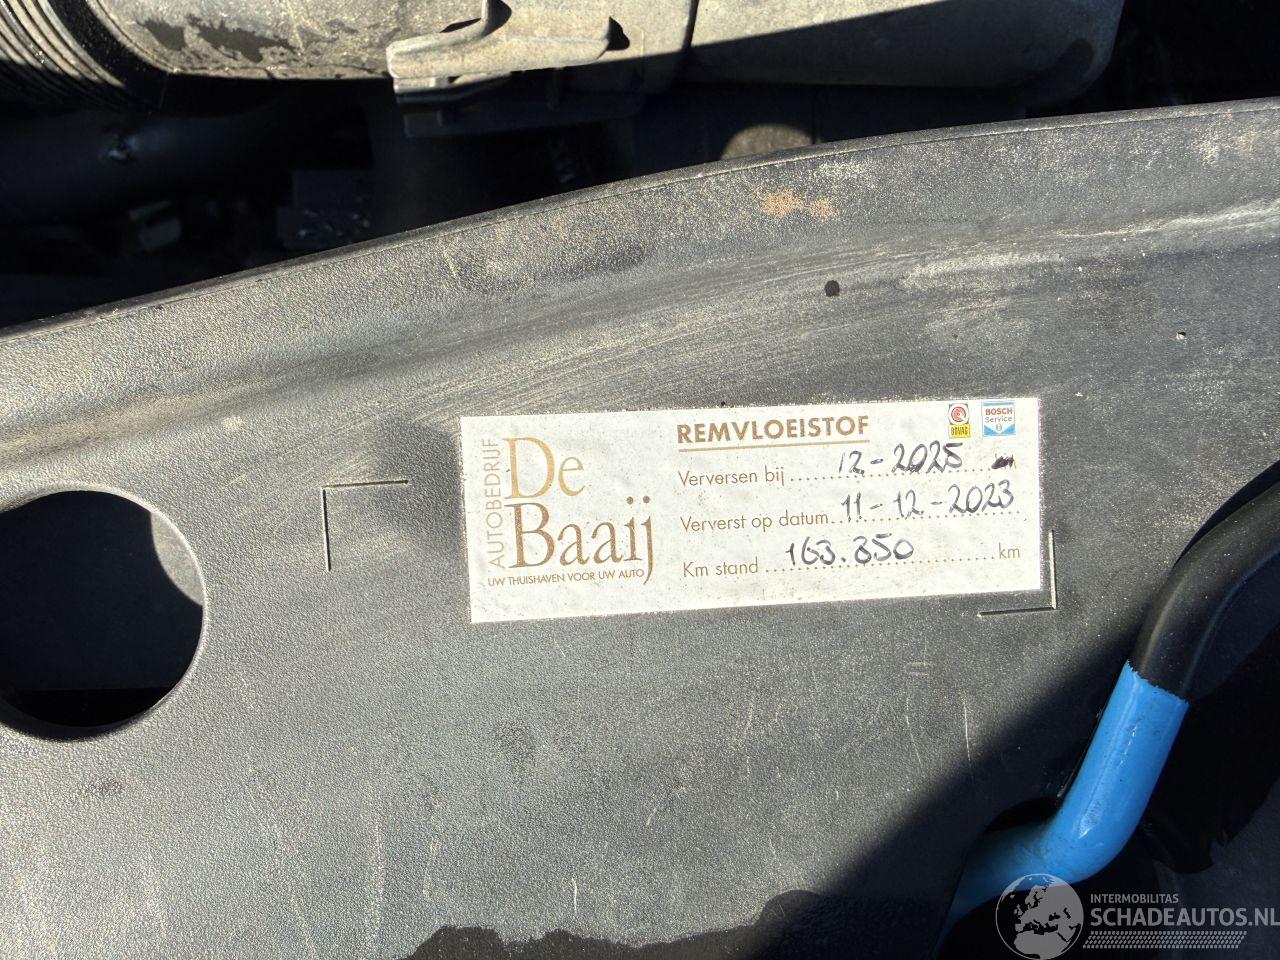 AUTOBEDRIJF
De
Baaij
UW THUISHAVEN VOOR UW AUTO
REMVLOEISTOF
BOVAG
BOSCH
Service
Verversen bij 12-2025
Ververst op datum 11-12-2023
Km stand 163.850 km
INTERMOBILITAS
SCHADEAUTOS.NL